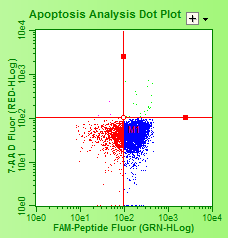 Apoptosis Analysis Dot Plot
7-AAD Fluor (RED-HLog)
10e4
10e3
10e2
10e1
10e0
M1
10e0 10e1 10e2 10e3 10e4
FAM-Peptide Fluor (GRN-HLog)